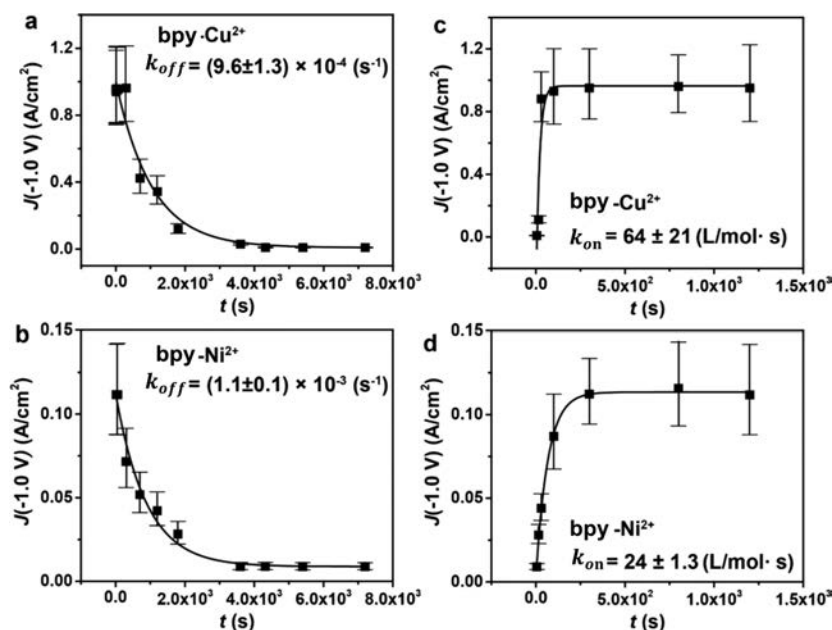 a
bpy·Cu²⁺
k_off = (9.6±1.3) × 10⁻⁴ (s⁻¹)
J(-1.0 V) (A/cm²)
1.2
0.8
0.4
0.0
0.0 2.0x10³ 4.0x10³ 6.0x10³ 8.0x10³
t (s)
c
J(-1.0 V) (A/cm²)
1.2
0.8
0.4
0.0
bpy -Cu²⁺
k_on = 64 ± 21 (L/mol· s)
0.0 5.0x10² 1.0x10³ 1.5x10³
t (s)
b
bpy -Ni²⁺
k_off = (1.1±0.1) × 10⁻³ (s⁻¹)
J(-1.0 V) (A/cm²)
0.15
0.10
0.05
0.00
0.0 2.0x10³ 4.0x10³ 6.0x10³ 8.0x10³
t (s)
d
J(-1.0 V) (A/cm²)
0.15
0.10
0.05
0.00
bpy -Ni²⁺
k_on = 24 ± 1.3 (L/mol· s)
0.0 5.0x10² 1.0x10³ 1.5x10³
t (s)